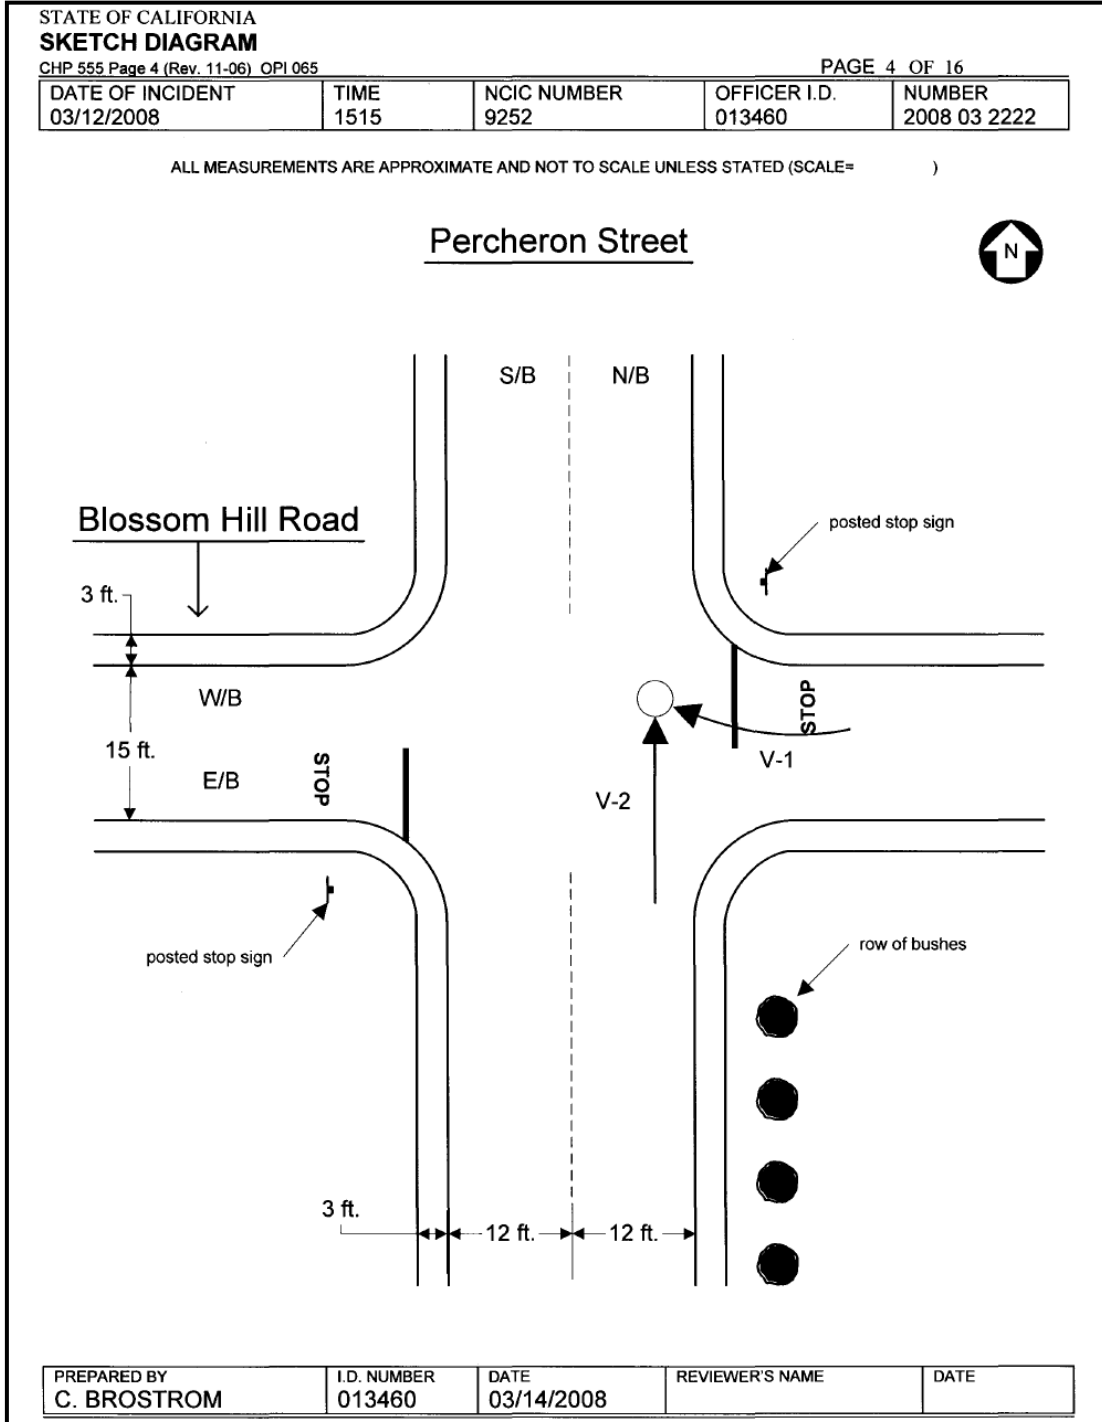 STATE OF CALIFORNIA
SKETCH DIAGRAM
CHP 555 Page 4 (Rev. 11-06) OPI 065
PAGE 4 OF 16
DATE OF INCIDENT TIME NCIC NUMBER OFFICER I.D. NUMBER
03/12/2008 1515 9252 013460 2008 03 2222
ALL MEASUREMENTS ARE APPROXIMATE AND NOT TO SCALE UNLESS STATED (SCALE= )
Percheron Street
N
S/B N/B
Blossom Hill Road
posted stop sign
3 ft.
W/B
STOP
15 ft.
V-1
E/B
STOP
V-2
posted stop sign
row of bushes
3 ft.
12 ft. 12 ft.
PREPARED BY I.D. NUMBER DATE REVIEWER'S NAME DATE
C. BROSTROM 013460 03/14/2008